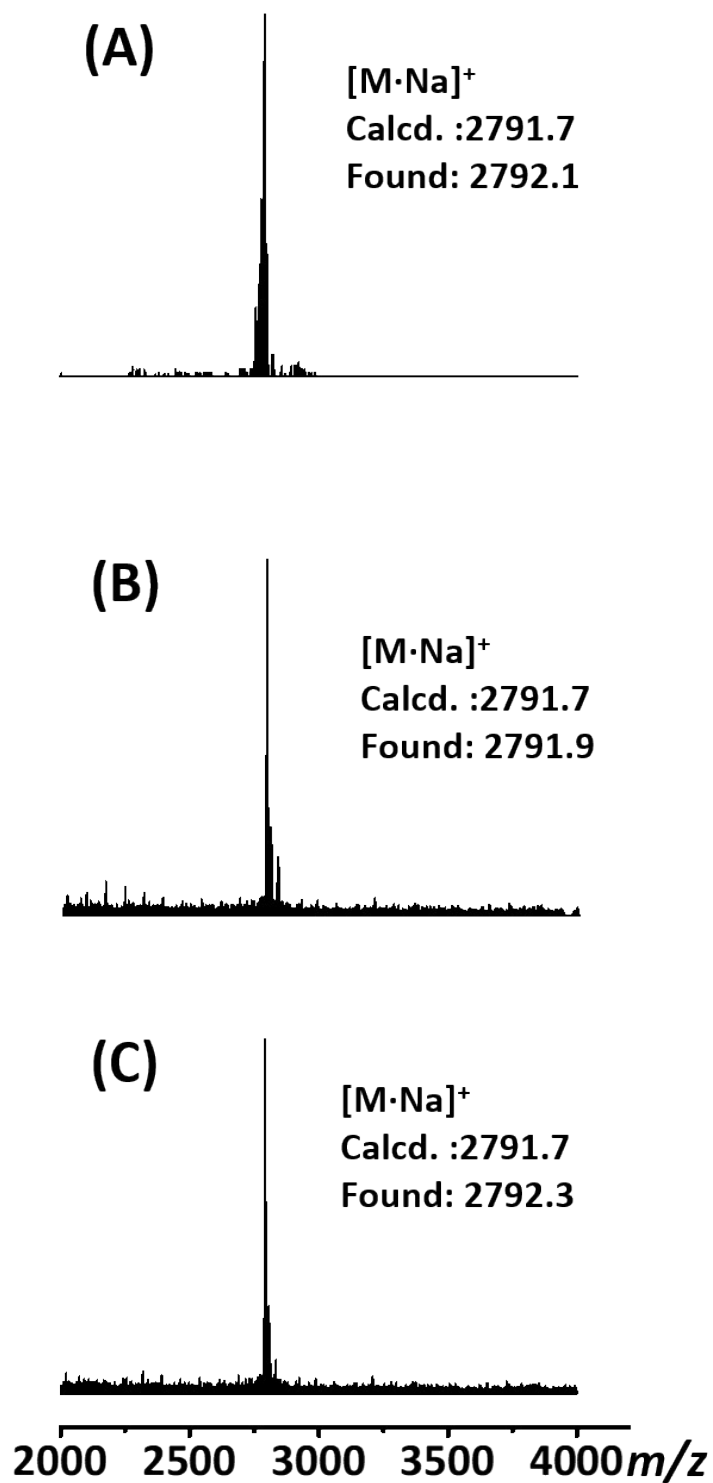 (A)
[M·Na]⁺
Calcd. :2791.7
Found: 2792.1
(B)
[M·Na]⁺
Calcd. :2791.7
Found: 2791.9
(C)
[M·Na]⁺
Calcd. :2791.7
Found: 2792.3
2000 2500 3000 3500 4000 m/z